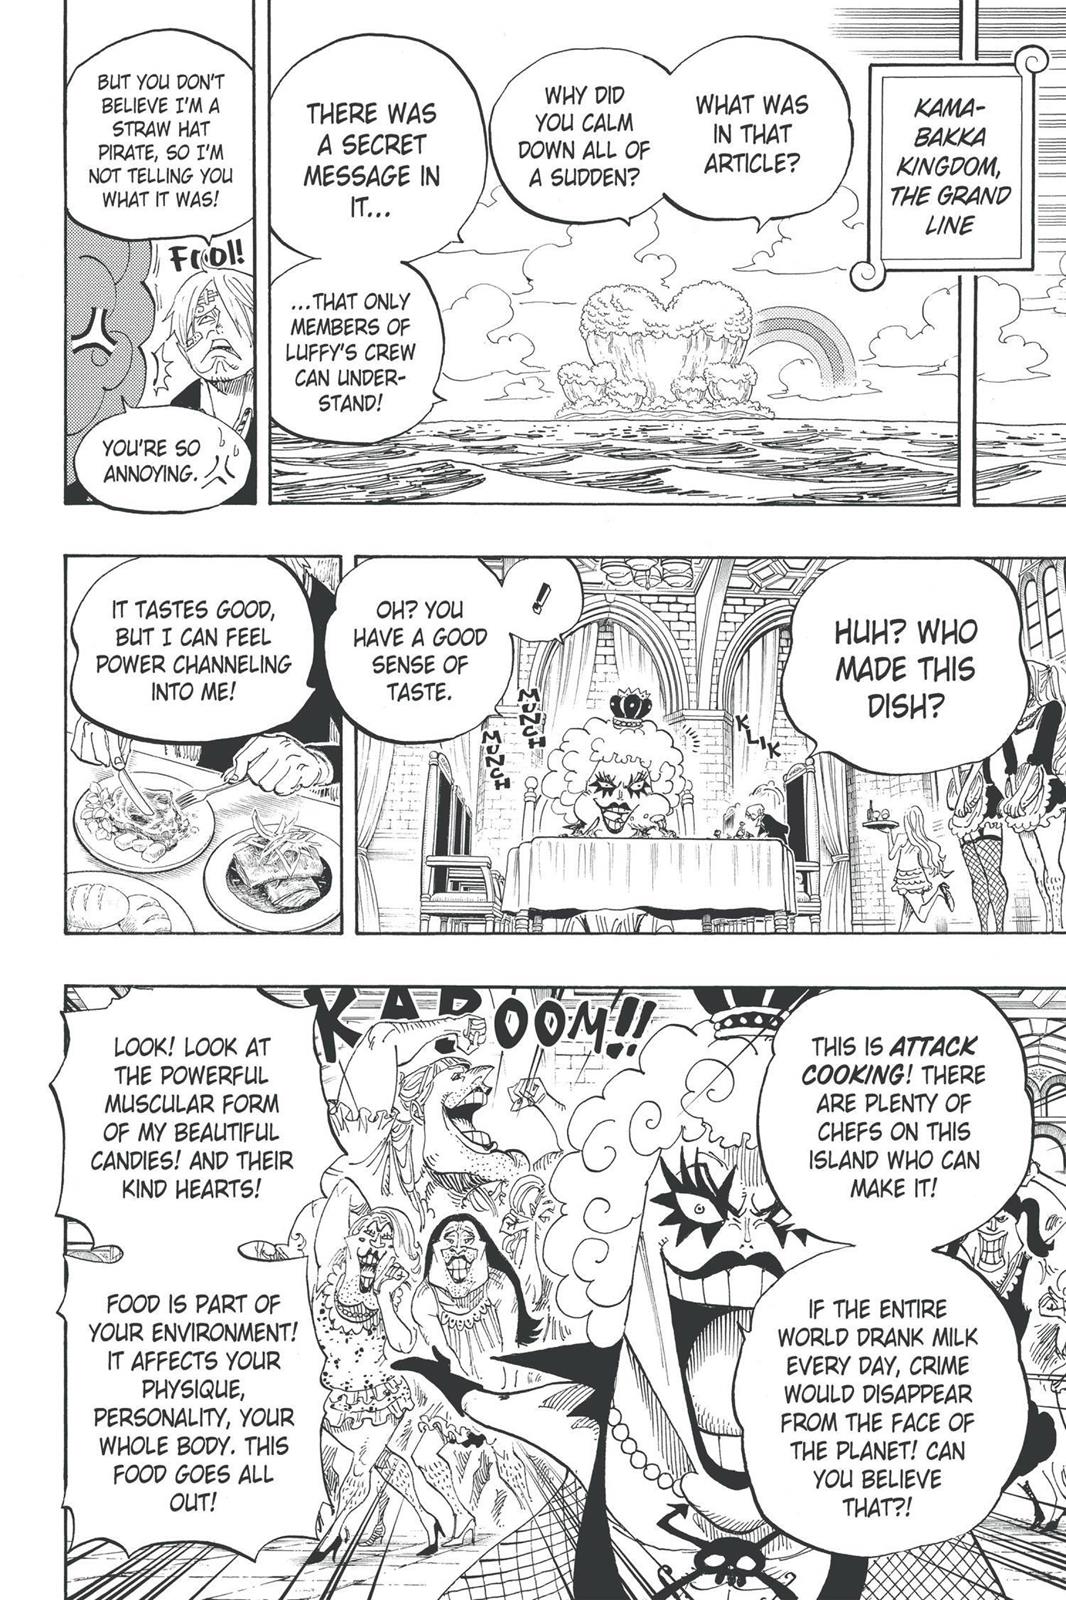 KAMA-
BAKKA
KINGDOM,
THE GRAND
LINE
WHAT WAS
IN THAT
ARTICLE?
WHY DID
YOU CALM
DOWN ALL OF
A SUDDEN?
THERE WAS
A SECRET
MESSAGE IN
IT...
...THAT ONLY
MEMBERS OF
LUFFY'S CREW
CAN UNDER-
STAND!
BUT YOU DON'T
BELIEVE I'M A
STRAW HAT
PIRATE, SO I'M
NOT TELLING YOU
WHAT IT WAS!
FOOL!
YOU'RE SO
ANNOYING.
HUH? WHO
MADE THIS
DISH?
KLIK
!
MUNCH
MUNCH
OH? YOU
HAVE A GOOD
SENSE OF
TASTE.
IT TASTES GOOD,
BUT I CAN FEEL
POWER CHANNELING
INTO ME!
THIS IS ATTACK
COOKING! THERE
ARE PLENTY OF
CHEFS ON THIS
ISLAND WHO CAN
MAKE IT!
IF THE ENTIRE
WORLD DRANK MILK
EVERY DAY, CRIME
WOULD DISAPPEAR
FROM THE FACE OF
THE PLANET! CAN
YOU BELIEVE
THAT?!
KABOOM!!
LOOK! LOOK AT
THE POWERFUL
MUSCULAR FORM
OF MY BEAUTIFUL
CANDIES! AND THEIR
KIND HEARTS!
FOOD IS PART OF
YOUR ENVIRONMENT!
IT AFFECTS YOUR
PHYSIQUE,
PERSONALITY, YOUR
WHOLE BODY. THIS
FOOD GOES ALL
OUT!